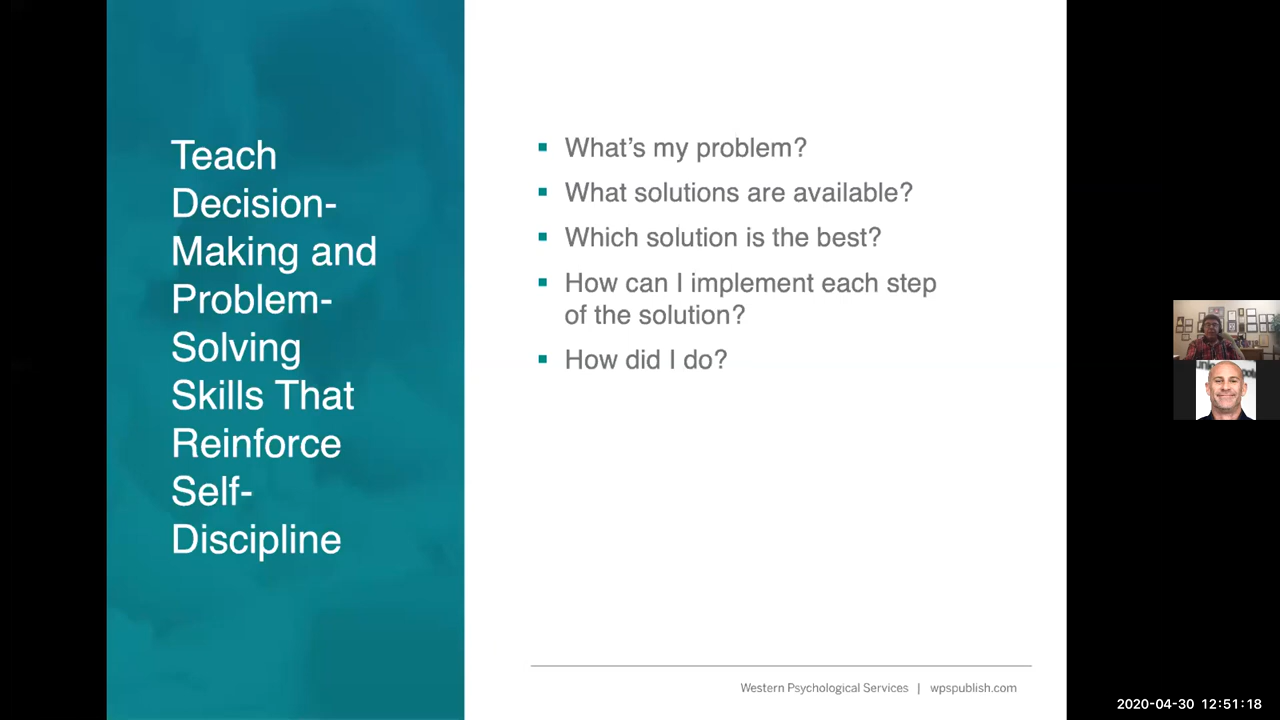 Teach
Decision-
Making and
Problem-
Solving
Skills That
Reinforce
Self-
Discipline
▪ What’s my problem?
▪ What solutions are available?
▪ Which solution is the best?
▪ How can I implement each step
of the solution?
▪ How did I do?
Western Psychological Services | wpspublish.com
2020-04-30 12:51:18